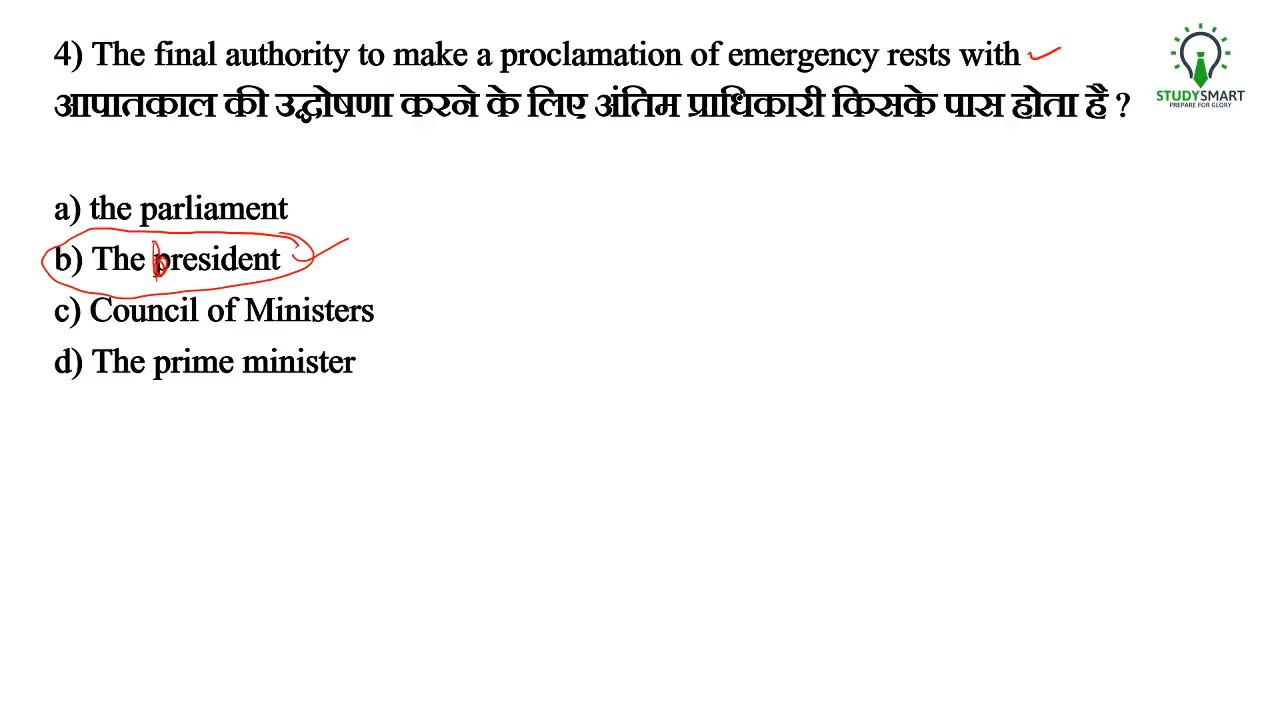 4) The final authority to make a proclamation of emergency rests with
आपातकाल की उद्घोषणा करने के लिए अंतिम प्राधिकारी किसके पास होता है ?
STUDYSMART
PREPARE FOR GLORY
a) the parliament
b) The president
c) Council of Ministers
d) The prime minister